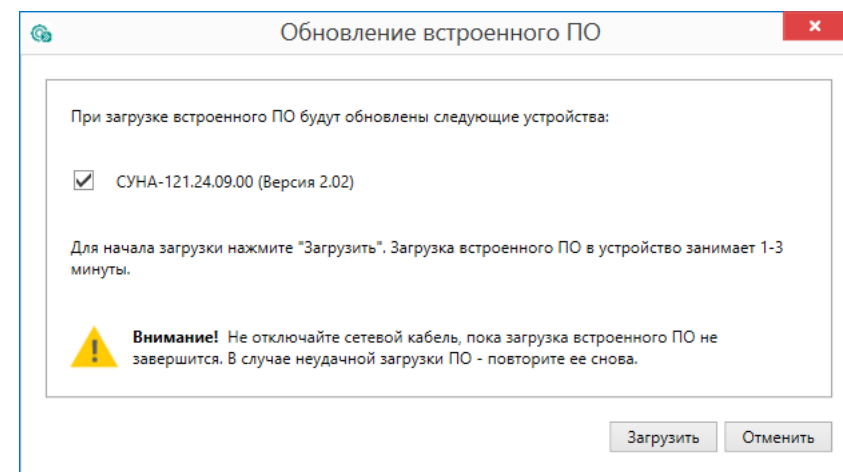 Обновление встроенного ПО
При загрузке встроенного ПО будут обновлены следующие устройства:
СУНА-121.24.09.00 (Версия 2.02)
Для начала загрузки нажмите "Загрузить". Загрузка встроенного ПО в устройство занимает 1-3
минуты.
Внимание! Не отключайте сетевой кабель, пока загрузка встроенного ПО не
завершится. В случае неудачной загрузки ПО - повторите ее снова.
Загрузить Отменить